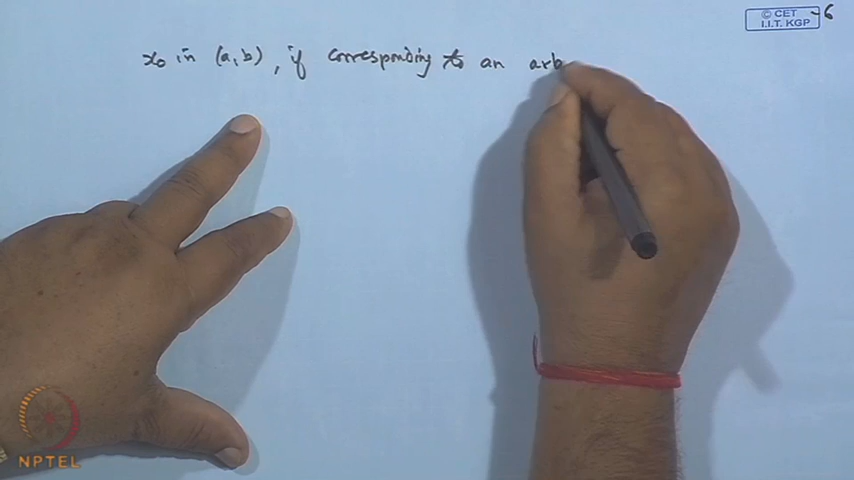 © CET
I.I.T. KGP
-6
x₀ in (a,b), if corresponding to an arb
NPTEL